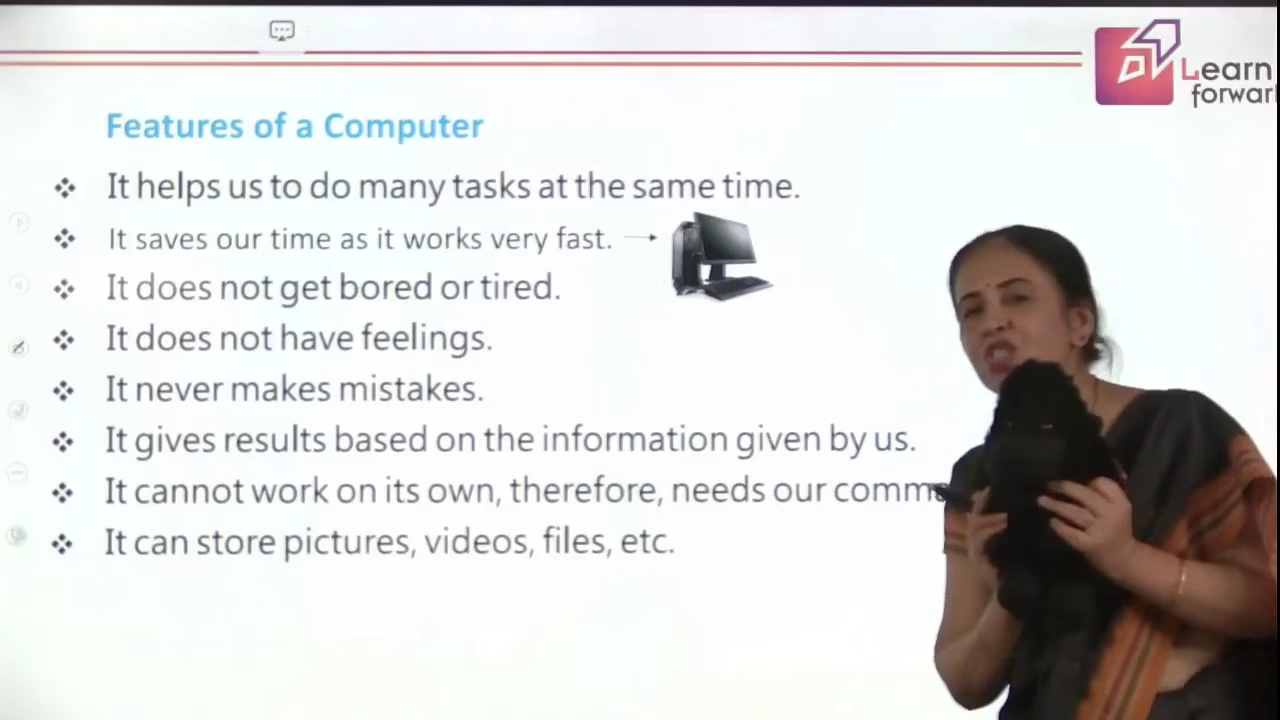 Learn
forwar
Features of a Computer
It helps us to do many tasks at the same time.
It saves our time as it works very fast.
It does not get bored or tired.
It does not have feelings.
It never makes mistakes.
It gives results based on the information given by us.
It cannot work on its own, therefore, needs our
It can store pictures, videos, files, etc.